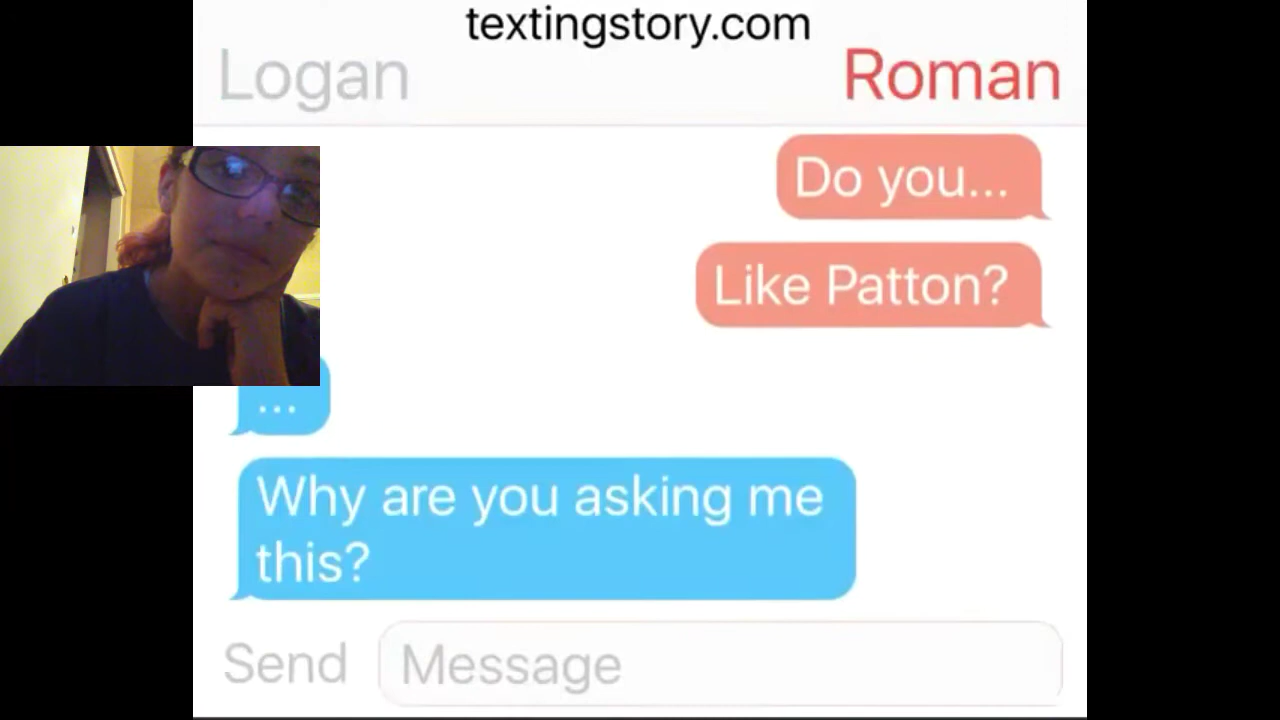 textingstory.com
Logan
Roman
Do you...
Like Patton?
...
Why are you asking me
this?
Send
Message